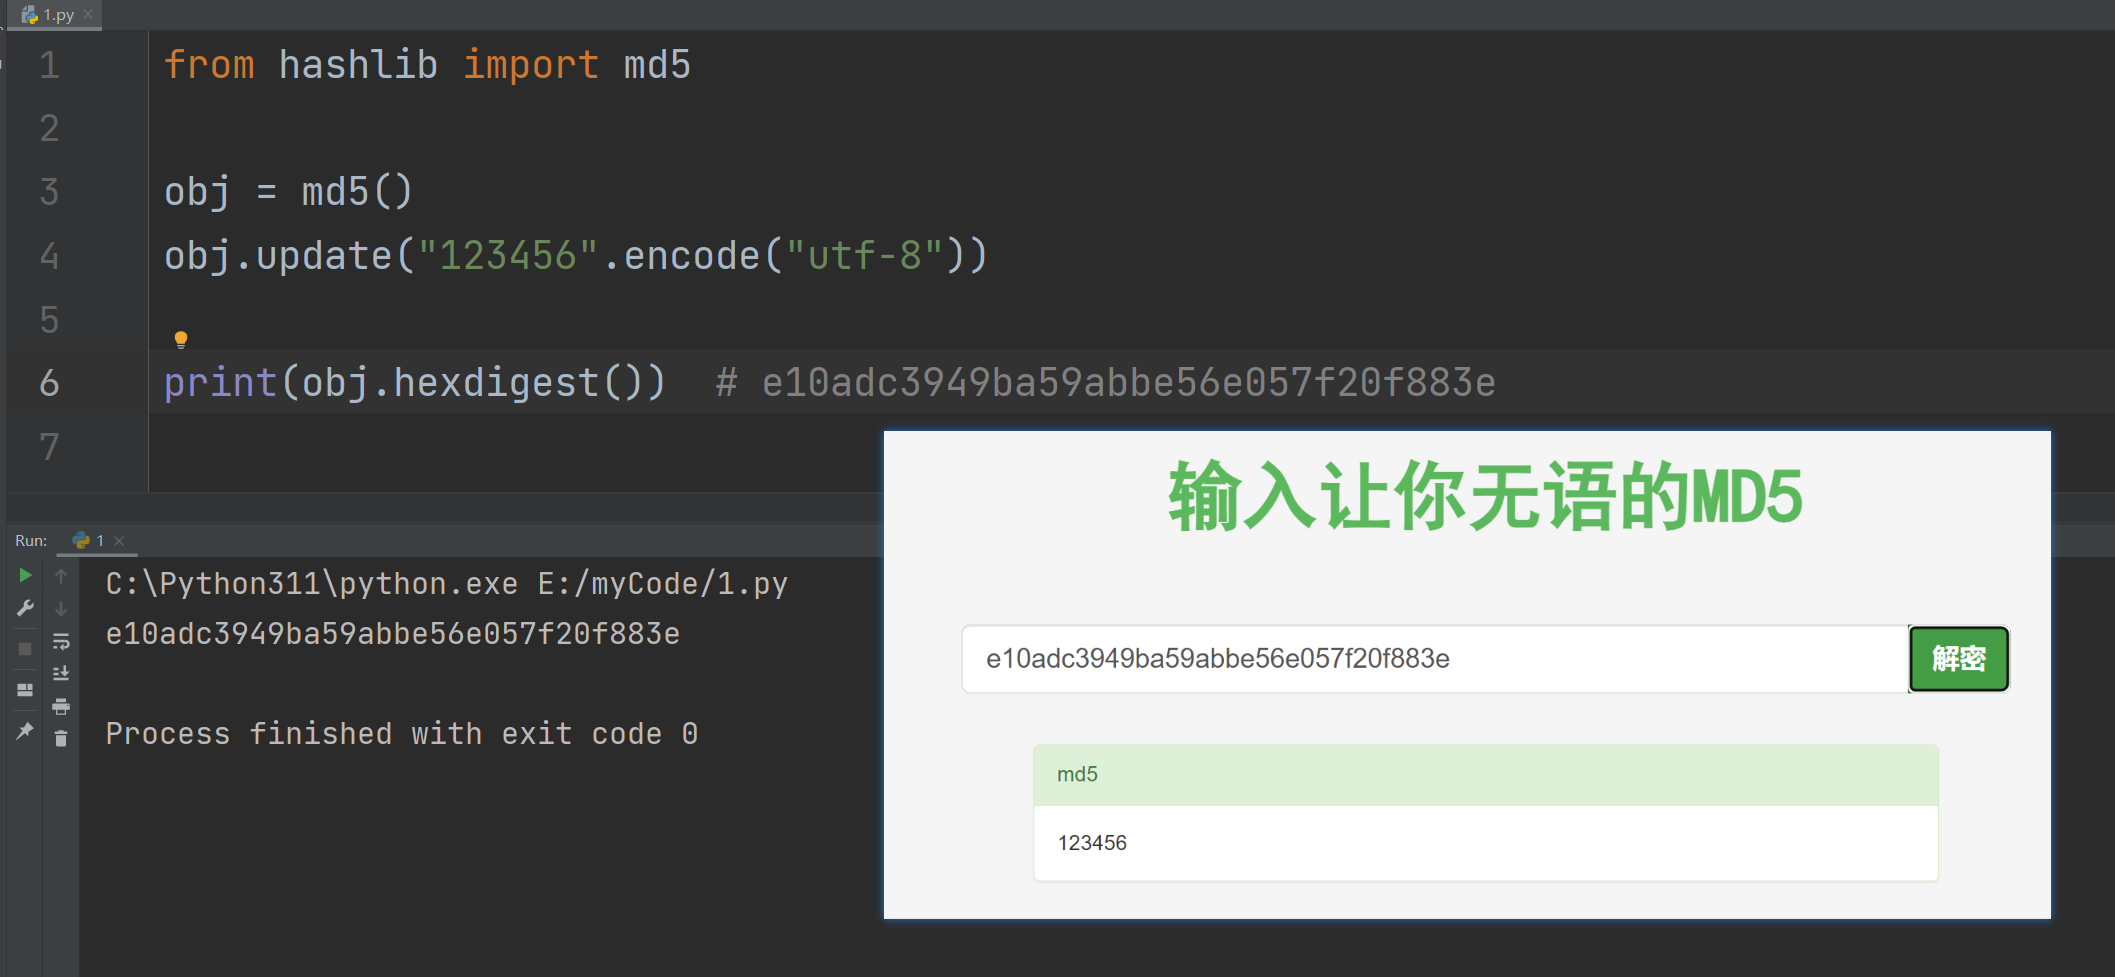 1.py
1 from hashlib import md5
2
3 obj = md5()
4 obj.update("123456".encode("utf-8"))
5
6 print(obj.hexdigest())  # e10adc3949ba59abbe56e057f20f883e
7
输入让你无语的MD5
e10adc3949ba59abbe56e057f20f883e 解密
md5
123456
Run: 1
C:\Python311\python.exe E:/myCode/1.py
e10adc3949ba59abbe56e057f20f883e
Process finished with exit code 0